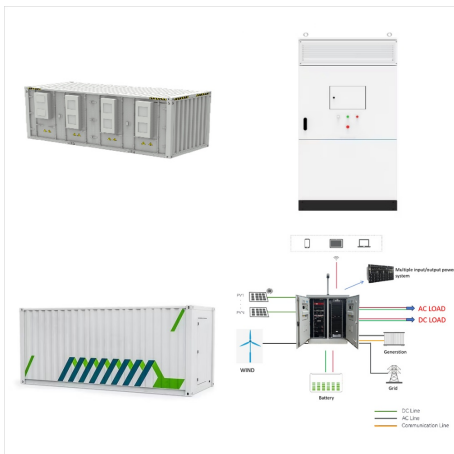 Multiple input/output power
system
PV1
AC LOAD
DC LOAD
WIND
Generation
Grid
Battery
DC Line
AC Line
Communication Line